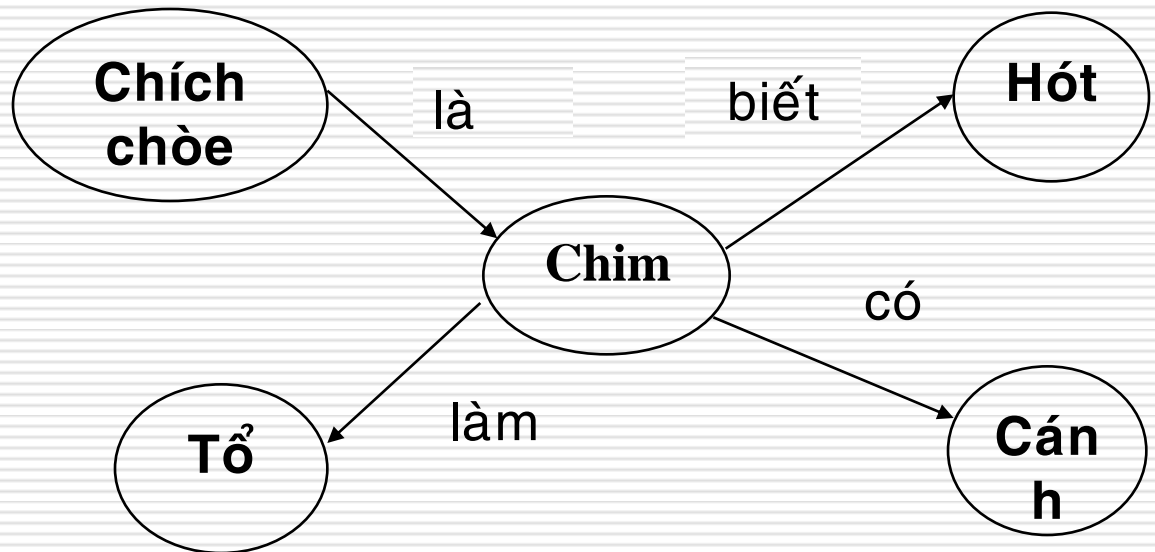 Chích
chòe
là
biết
Hót
Chim
có
làm
Tổ
Cán
h